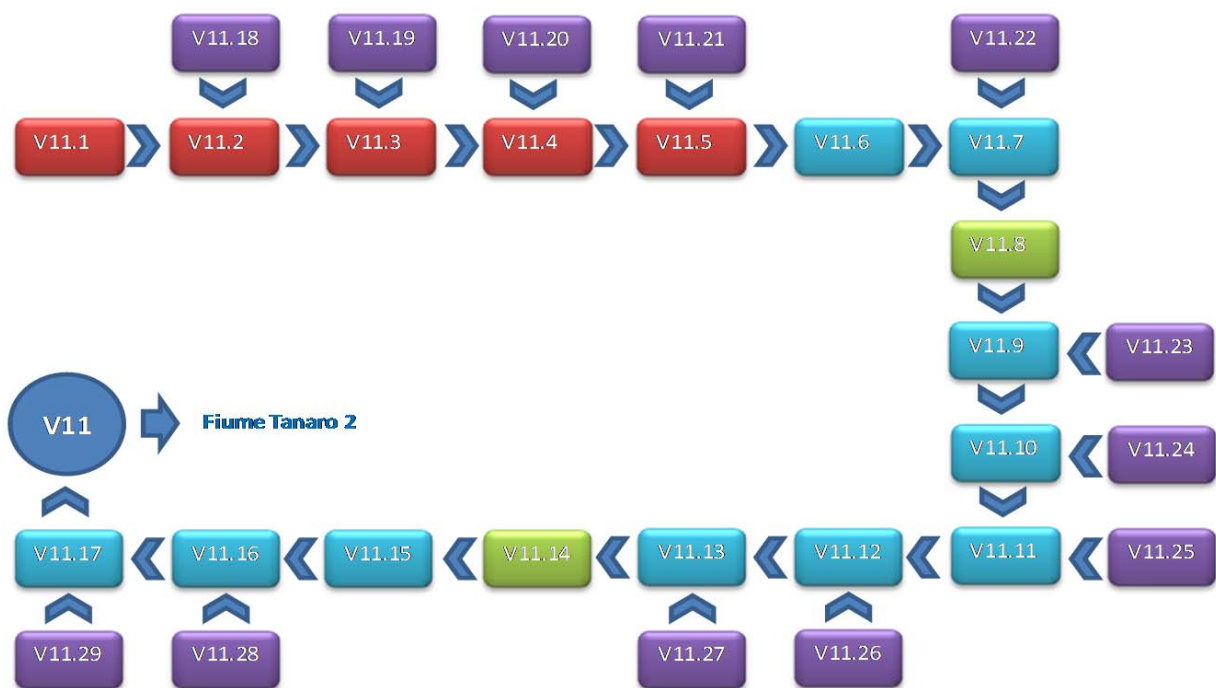 V11.18 V11.19 V11.20 V11.21 V11.22
V11.1 V11.2 V11.3 V11.4 V11.5 V11.6 V11.7
V11.8
V11.9 V11.23
V11 Fiume Tanaro 2
V11.10 V11.24
V11.17 V11.16 V11.15 V11.14 V11.13 V11.12 V11.11 V11.25
V11.29 V11.28 V11.27 V11.26